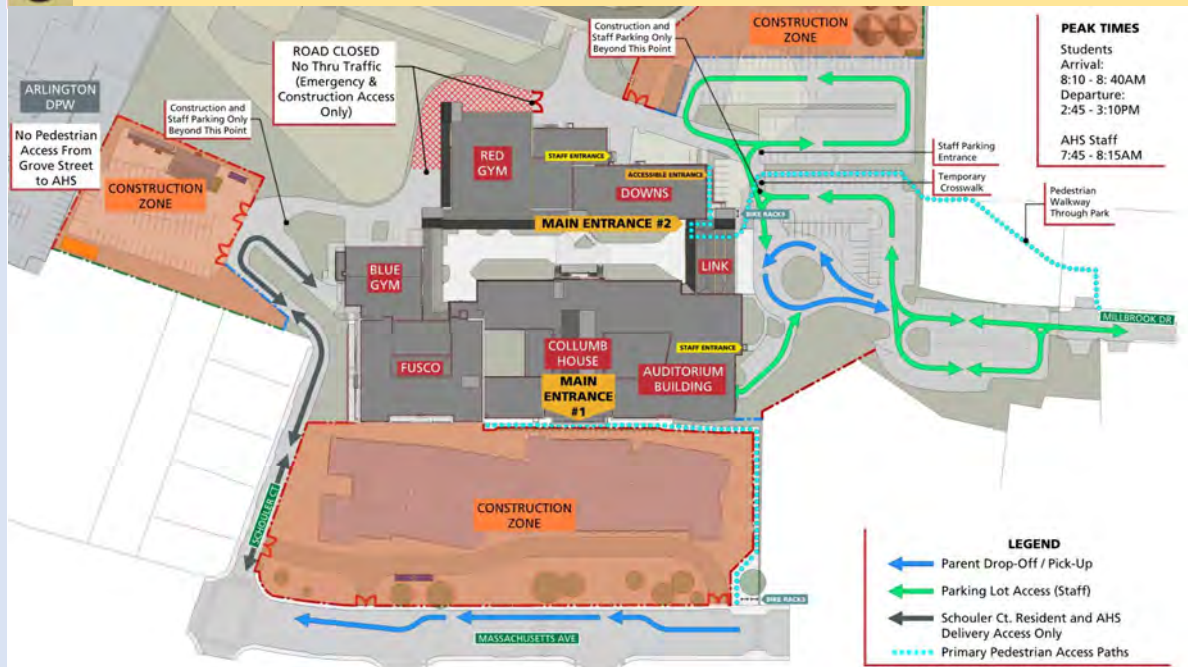 CONSTRUCTION
ZONE
Construction and
Staff Parking Only
Beyond This Point
PEAK TIMES
Students
Arrival:
8:10 - 8: 40AM
Departure:
2:45 - 3:10PM
AHS Staff
7:45 - 8:15AM
ROAD CLOSED
No Thru Traffic
(Emergency &
Construction Access
Only)
ARLINGTON
DPW
No Pedestrian
Access From
Grove Street
to AHS
Construction and
Staff Parking Only
Beyond This Point
CONSTRUCTION
ZONE
RED
GYM
STAFF ENTRANCE
ACCESSIBLE ENTRANCE
DOWNS
Staff Parking
Entrance
Temporary
Crosswalk
Pedestrian
Walkway
Through Park
BIKE RACKS
MAIN ENTRANCE #2
LINK
BLUE
GYM
MILLBROOK DR
FUSCO
COLLUMB
HOUSE
STAFF ENTRANCE
AUDITORIUM
BUILDING
MAIN
ENTRANCE
#1
CONSTRUCTION
ZONE
SCHOULER CT
BIKE RACKS
MASSACHUSETTS AVE
LEGEND
Parent Drop-Off / Pick-Up
Parking Lot Access (Staff)
Schouler Ct. Resident and AHS
Delivery Access Only
Primary Pedestrian Access Paths